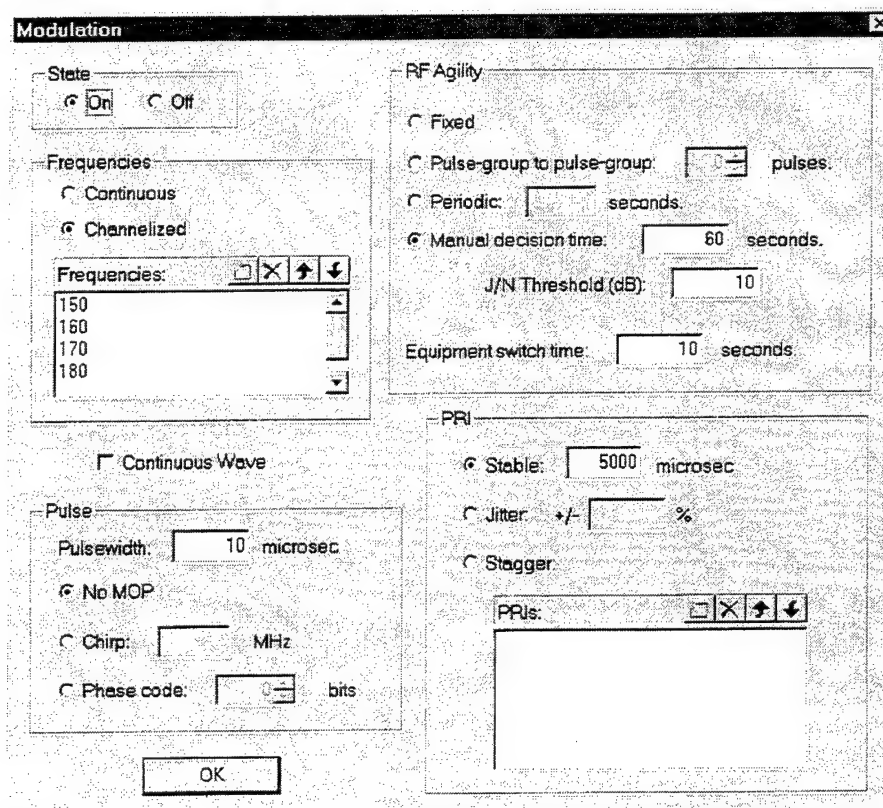 Modulation
State
On Off
Frequencies
Continuous
Channelized
Frequencies:
150
160
170
180
Continuous Wave
Pulse
Pulsewidth: 10 microsec
No MOP
Chirp: MHz
Phase code: 0 bits
OK
RF Agility
Fixed
Pulse-group to pulse-group: 0 pulses.
Periodic: seconds.
Manual decision time: 60 seconds.
J/N Threshold (dB): 10
Equipment switch time: 10 seconds
PRI
Stable: 5000 microsec
Jitter: +/- %
Stagger:
PRIs: